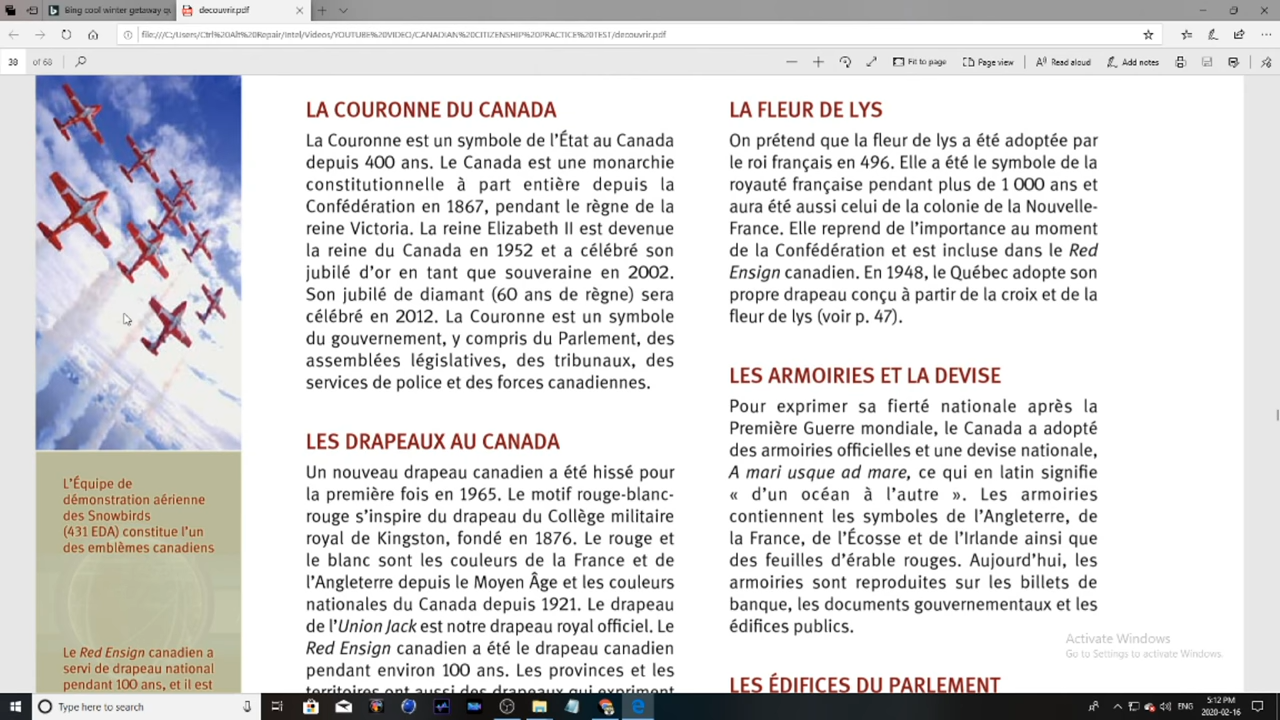 Bing cool winter getaway qu
decouvrir.pdf
file:///C:/Users/Ctrl%20Alt%20Repair/Intel/Videos/YOUTUBE%20VIDEO/CANADIAN%20CITIZENSHIP%20PRACTICE%20TEST/decouvrir.pdf
38 of 68
Fit to page
Page view
Read aloud
Add notes
L'Équipe de
démonstration aérienne
des Snowbirds
(431 EDA) constitue l'un
des emblèmes canadiens
Le Red Ensign canadien a
servi de drapeau national
pendant 100 ans, et il est
LA COURONNE DU CANADA
La Couronne est un symbole de l'État au Canada
depuis 400 ans. Le Canada est une monarchie
constitutionnelle à part entière depuis la
Confédération en 1867, pendant le règne de la
reine Victoria. La reine Elizabeth II est devenue
la reine du Canada en 1952 et a célébré son
jubilé d'or en tant que souveraine en 2002.
Son jubilé de diamant (60 ans de règne) sera
célébré en 2012. La Couronne est un symbole
du gouvernement, y compris du Parlement, des
assemblées législatives, des tribunaux, des
services de police et des forces canadiennes.
LES DRAPEAUX AU CANADA
Un nouveau drapeau canadien a été hissé pour
la première fois en 1965. Le motif rouge-blanc-
rouge s'inspire du drapeau du Collège militaire
royal de Kingston, fondé en 1876. Le rouge et
le blanc sont les couleurs de la France et de
l'Angleterre depuis le Moyen Âge et les couleurs
nationales du Canada depuis 1921. Le drapeau
de l'Union Jack est notre drapeau royal officiel. Le
Red Ensign canadien a été le drapeau canadien
pendant environ 100 ans. Les provinces et les
territoires ont aussi des drapeaux qui expriment
LA FLEUR DE LYS
On prétend que la fleur de lys a été adoptée par
le roi français en 496. Elle a été le symbole de la
royauté française pendant plus de 1 000 ans et
aura été aussi celui de la colonie de la Nouvelle-
France. Elle reprend de l'importance au moment
de la Confédération et est incluse dans le Red
Ensign canadien. En 1948, le Québec adopte son
propre drapeau conçu à partir de la croix et de la
fleur de lys (voir p. 47).
LES ARMOIRIES ET LA DEVISE
Pour exprimer sa fierté nationale après la
Première Guerre mondiale, le Canada a adopté
des armoiries officielles et une devise nationale,
A mari usque ad mare, ce qui en latin signifie
« d'un océan à l'autre ». Les armoiries
contiennent les symboles de l'Angleterre, de
la France, de l'Écosse et de l'Irlande ainsi que
des feuilles d'érable rouges. Aujourd'hui, les
armoiries sont reproduites sur les billets de
banque, les documents gouvernementaux et les
édifices publics.
LES ÉDIFICES DU PARLEMENT
Activate Windows
Go to Settings to activate Windows.
Type here to search
ENG
5:12 PM
2020-02-16